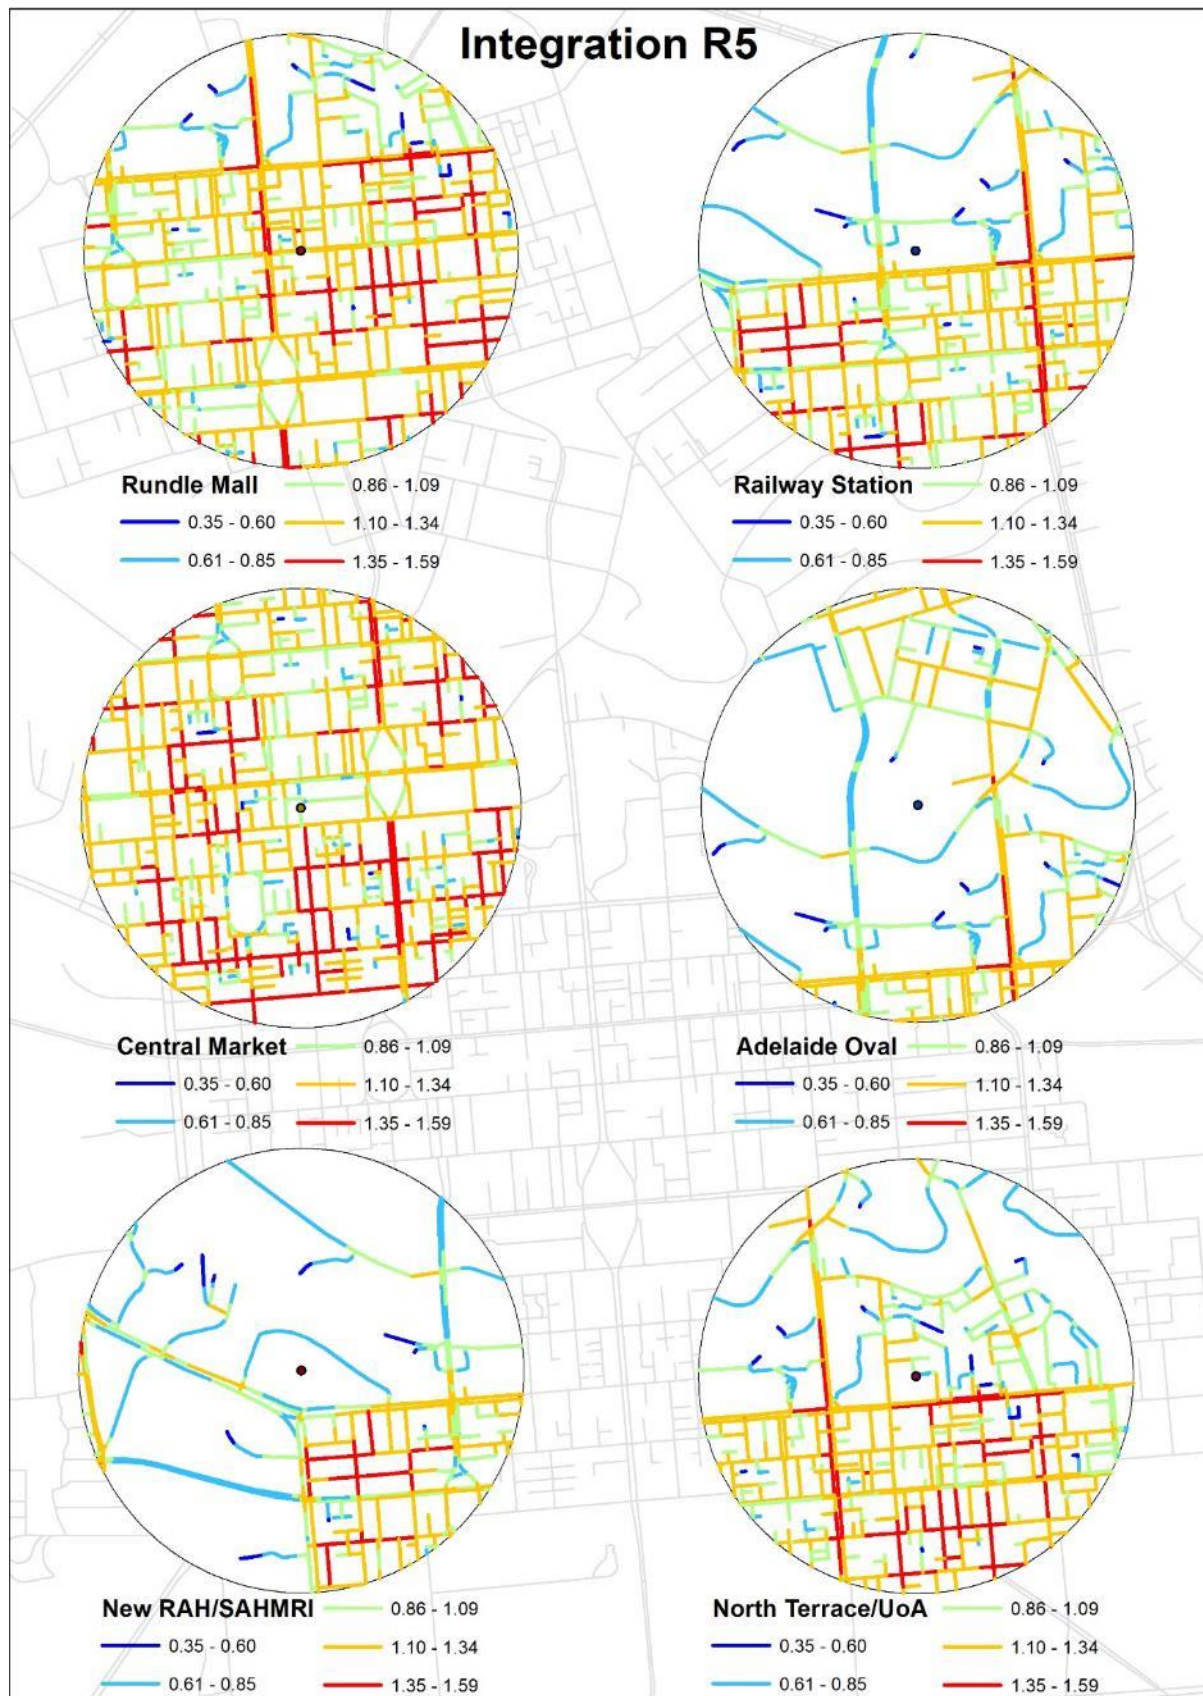 Integration R5
Rundle Mall 0.86 - 1.09
0.35 - 0.60 1.10 - 1.34
0.61 - 0.85 1.35 - 1.59
Railway Station 0.86 - 1.09
0.35 - 0.60 1.10 - 1.34
0.61 - 0.85 1.35 - 1.59
Central Market 0.86 - 1.09
0.35 - 0.60 1.10 - 1.34
0.61 - 0.85 1.35 - 1.59
Adelaide Oval 0.86 - 1.09
0.35 - 0.60 1.10 - 1.34
0.61 - 0.85 1.35 - 1.59
New RAH/SAHMRI 0.86 - 1.09
0.35 - 0.60 1.10 - 1.34
0.61 - 0.85 1.35 - 1.59
North Terrace/UoA 0.86 - 1.09
0.35 - 0.60 1.10 - 1.34
0.61 - 0.85 1.35 - 1.59